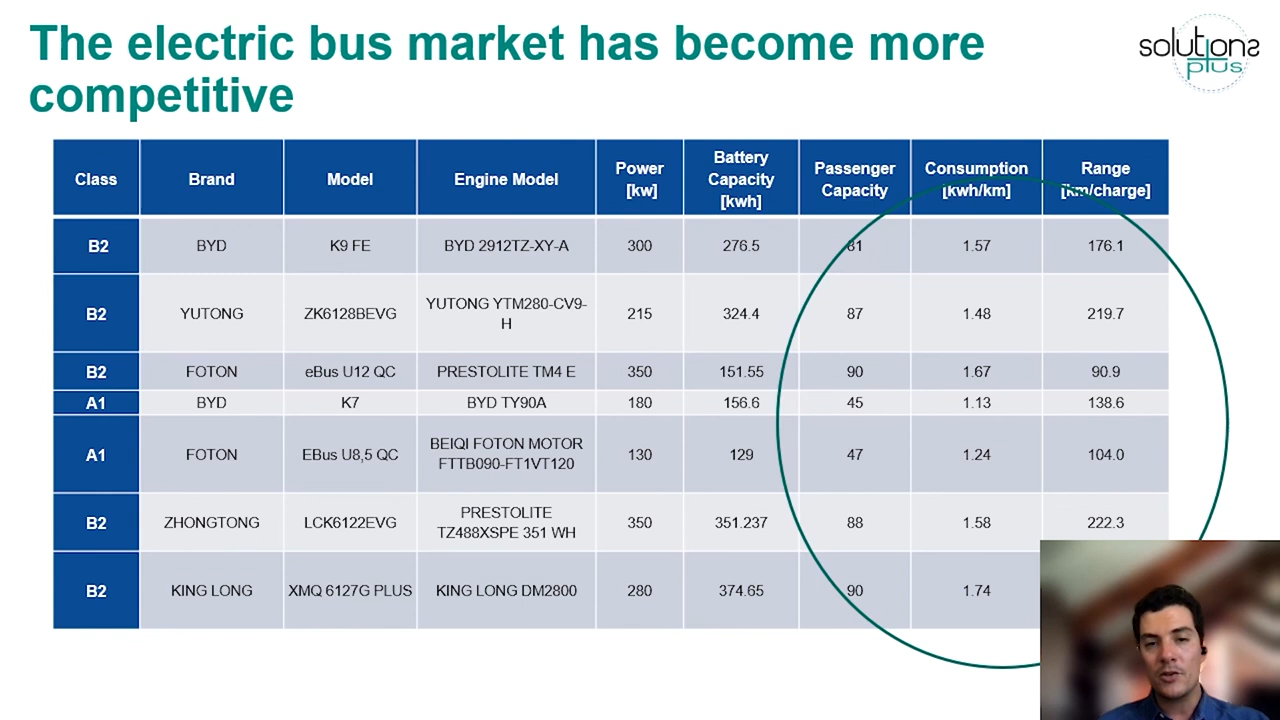 The electric bus market has become more
competitive
solutions
plus
Class Brand Model Engine Model Power [kw] Battery Capacity [kwh] Passenger Capacity Consumption [kwh/km] Range [km/charge]
B2 BYD K9 FE BYD 2912TZ-XY-A 300 276.5 81 1.57 176.1
B2 YUTONG ZK6128BEVG YUTONG YTM280-CV9-H 215 324.4 87 1.48 219.7
B2 FOTON eBus U12 QC PRESTOLITE TM4 E 350 151.55 90 1.67 90.9
A1 BYD K7 BYD TY90A 180 156.6 45 1.13 138.6
A1 FOTON EBus U8,5 QC BEIQI FOTON MOTOR FTTB090-FT1VT120 130 129 47 1.24 104.0
B2 ZHONGTONG LCK6122EVG PRESTOLITE TZ488XSPE 351 WH 350 351.237 88 1.58 222.3
B2 KING LONG XMQ 6127G PLUS KING LONG DM2800 280 374.65 90 1.74